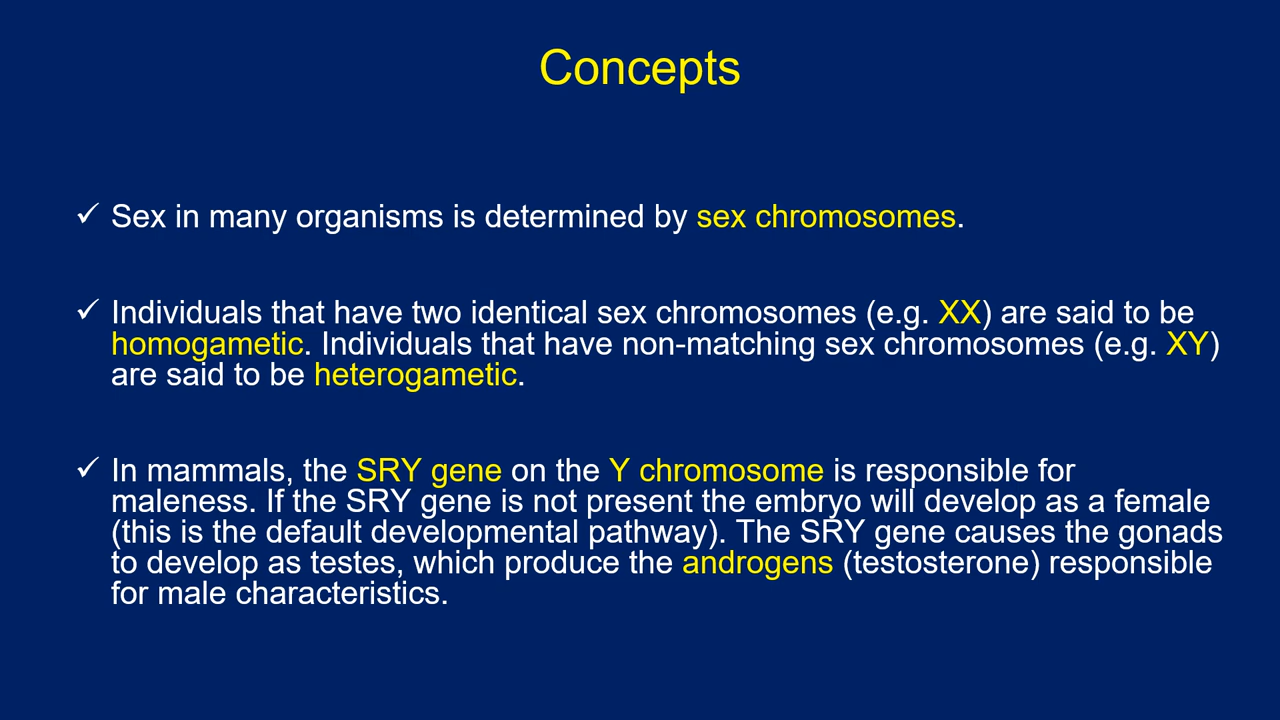 Concepts
✓ Sex in many organisms is determined by sex chromosomes.
✓ Individuals that have two identical sex chromosomes (e.g. XX) are said to be
homogametic. Individuals that have non-matching sex chromosomes (e.g. XY)
are said to be heterogametic.
✓ In mammals, the SRY gene on the Y chromosome is responsible for
maleness. If the SRY gene is not present the embryo will develop as a female
(this is the default developmental pathway). The SRY gene causes the gonads
to develop as testes, which produce the androgens (testosterone) responsible
for male characteristics.